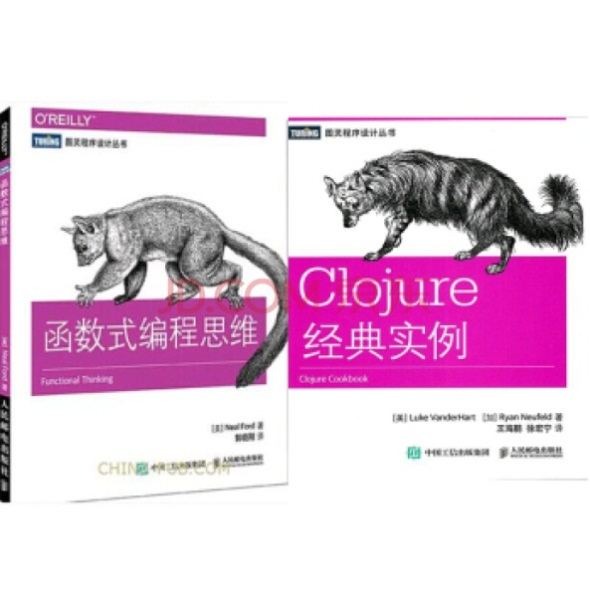 O'REILLY®
TURING 图灵程序设计丛书
函数式编程思维
Functional Thinking
[美] Neal Ford 著
郭晓刚 译
中国工信出版集团 人民邮电出版社
CHINA-PUB.COM
O'REILLY®
函数式编程思维
[美] Neal Ford 著
人民邮电出版社
TURING 图灵程序设计丛书
Clojure
经典实例
Clojure Cookbook
[美] Luke VanderHart [加] Ryan Neufeld 著
王海鹏 徐宏宁 译
中国工信出版集团 人民邮电出版社
JD.COM